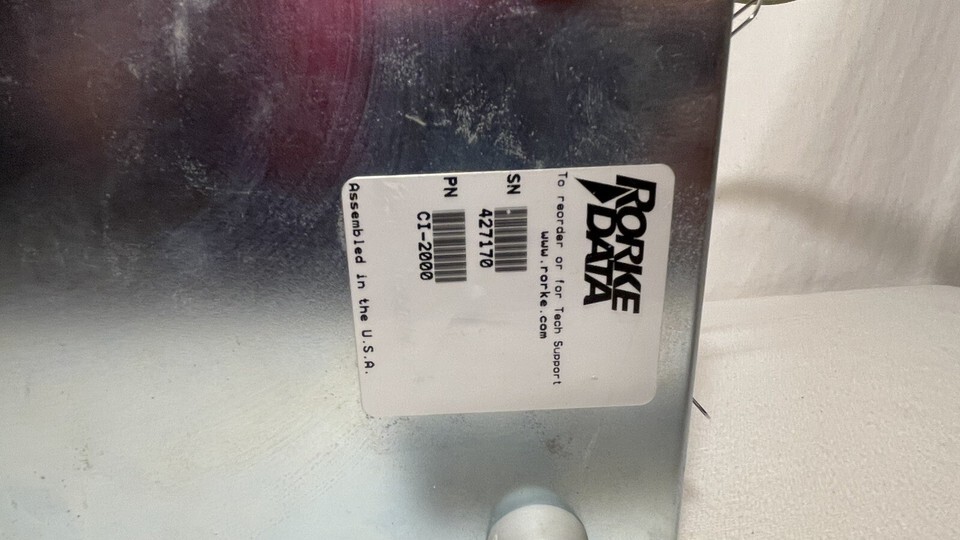 RORKE
DATA
To reorder or for Tech Support
www.rorke.com
SN
427170
PN
CI-2000
Assembled in the U.S.A.